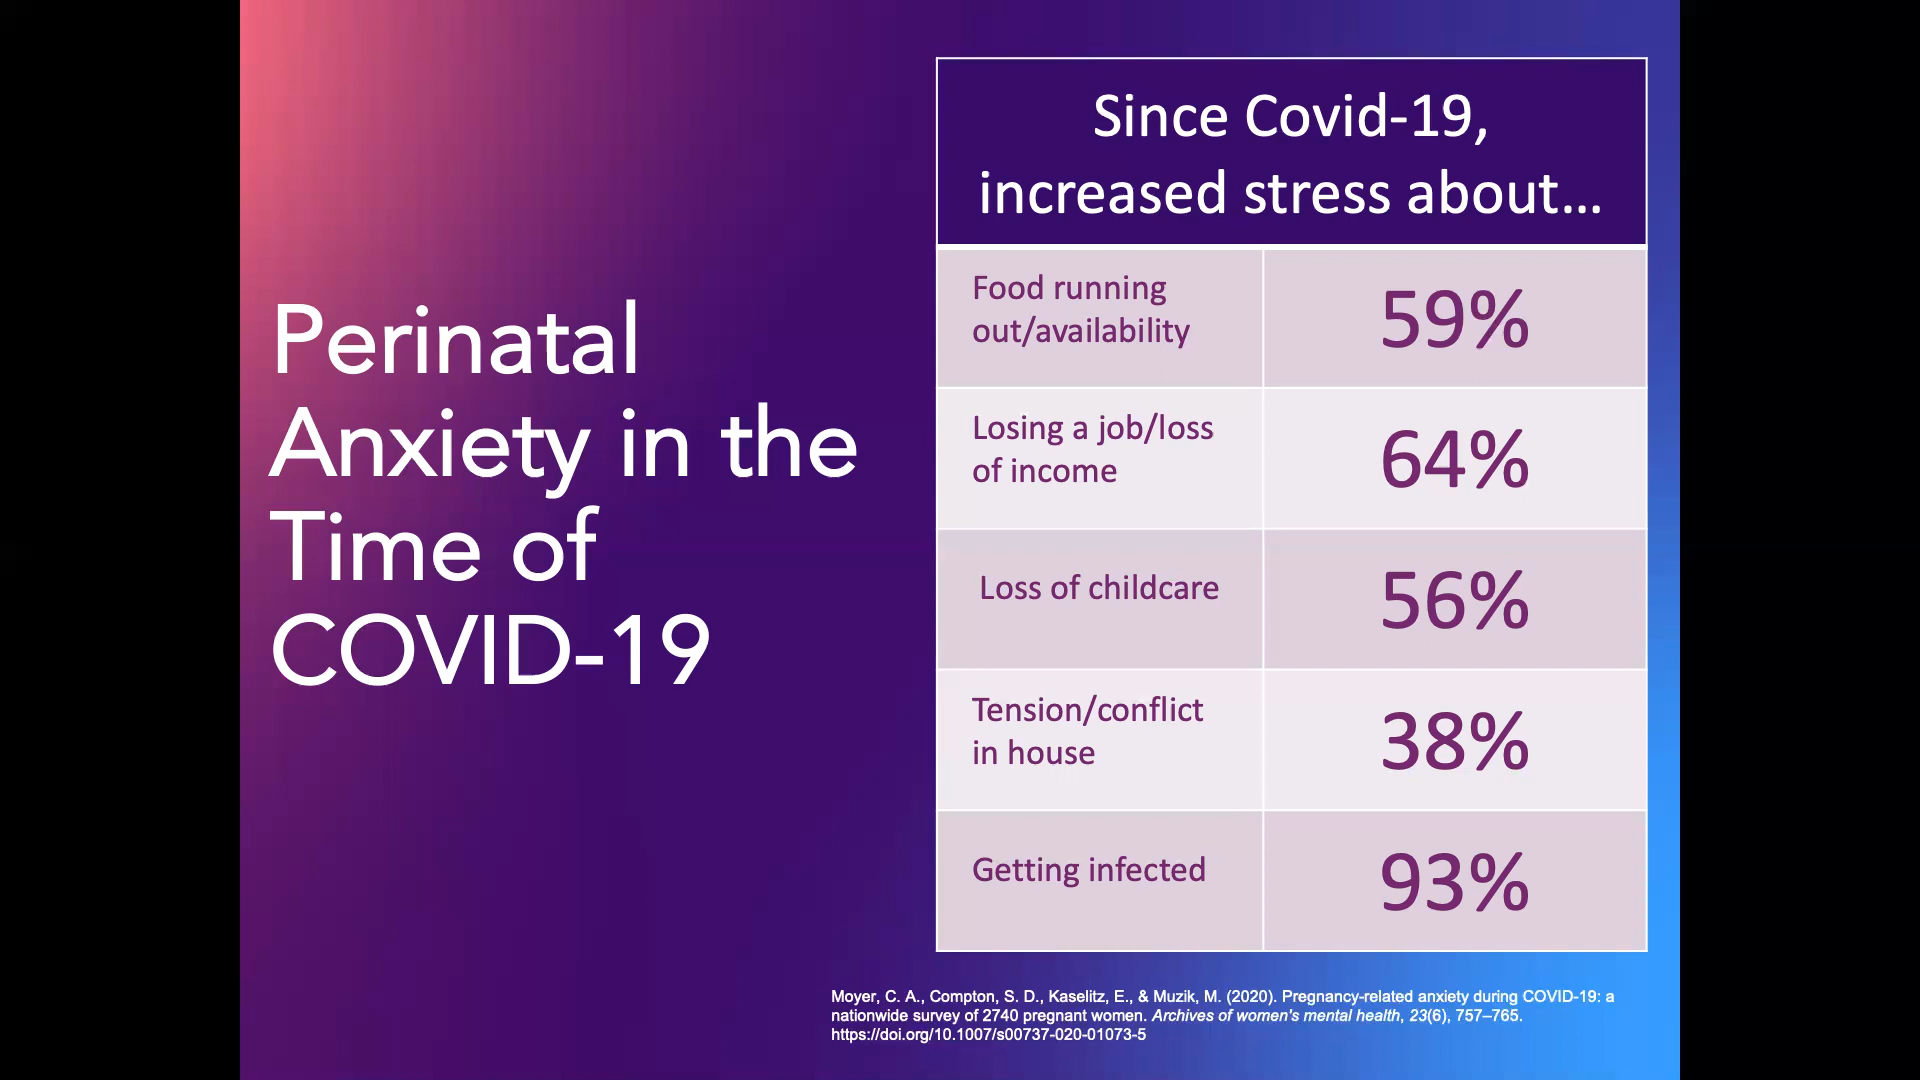 Perinatal
Anxiety in the
Time of
COVID-19
Since Covid-19,
increased stress about...
Food running
out/availability
59%
Losing a job/loss
of income
64%
Loss of childcare
56%
Tension/conflict
in house
38%
Getting infected
93%
Moyer, C. A., Compton, S. D., Kaselitz, E., & Muzik, M. (2020). Pregnancy-related anxiety during COVID-19: a
nationwide survey of 2740 pregnant women. Archives of women's mental health, 23(6), 757–765.
https://doi.org/10.1007/s00737-020-01073-5